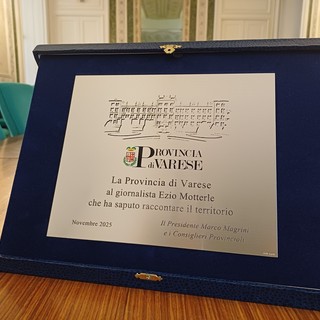 PROVINCIA
di VARESE
La Provincia di Varese
al giornalista Ezio Motterle
che ha saputo raccontare il territorio
Novembre 2025
Il Presidente Marco Magrini
e i Consiglieri Provinciali